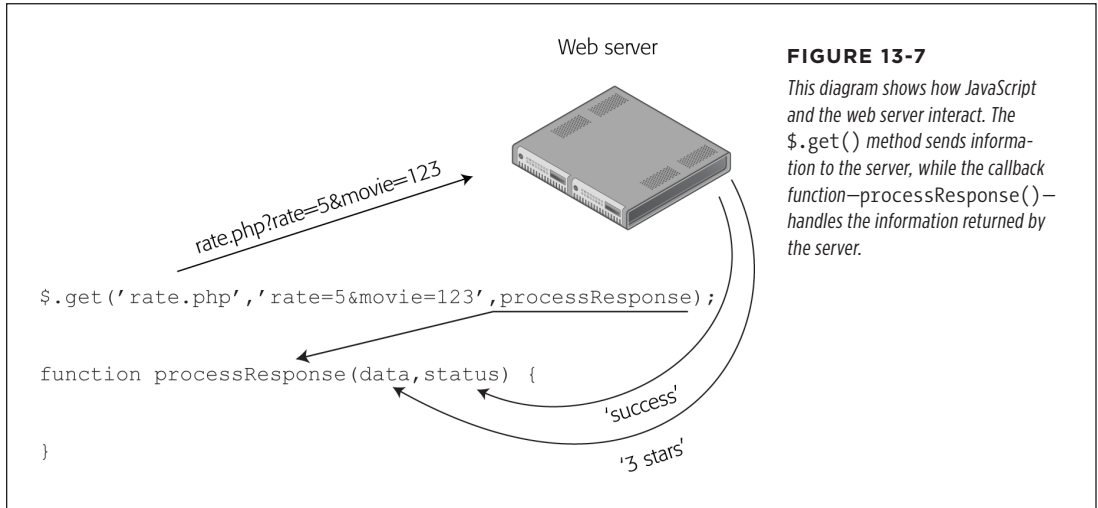 Web server
FIGURE 13-7
This diagram shows how JavaScript
and the web server interact. The
$.get() method sends informa-
tion to the server, while the callback
function—processResponse()—
handles the information returned by
the server.
rate.php?rate=5&movie=123
$.get('rate.php','rate=5&movie=123',processResponse);
function processResponse(data,status) {
'success'
'3 stars'
}